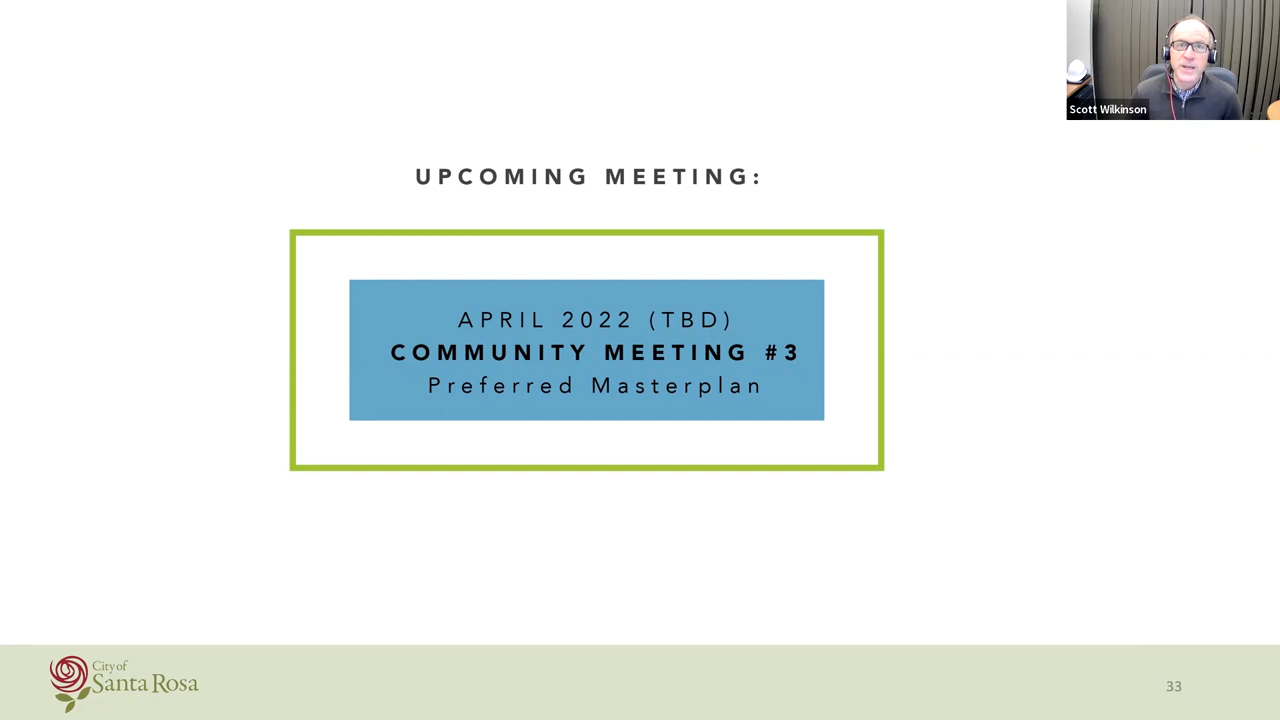 Scott Wilkinson
UPCOMING MEETING:
APRIL 2022 (TBD)
COMMUNITY MEETING #3
Preferred Masterplan
City of
Santa Rosa
33